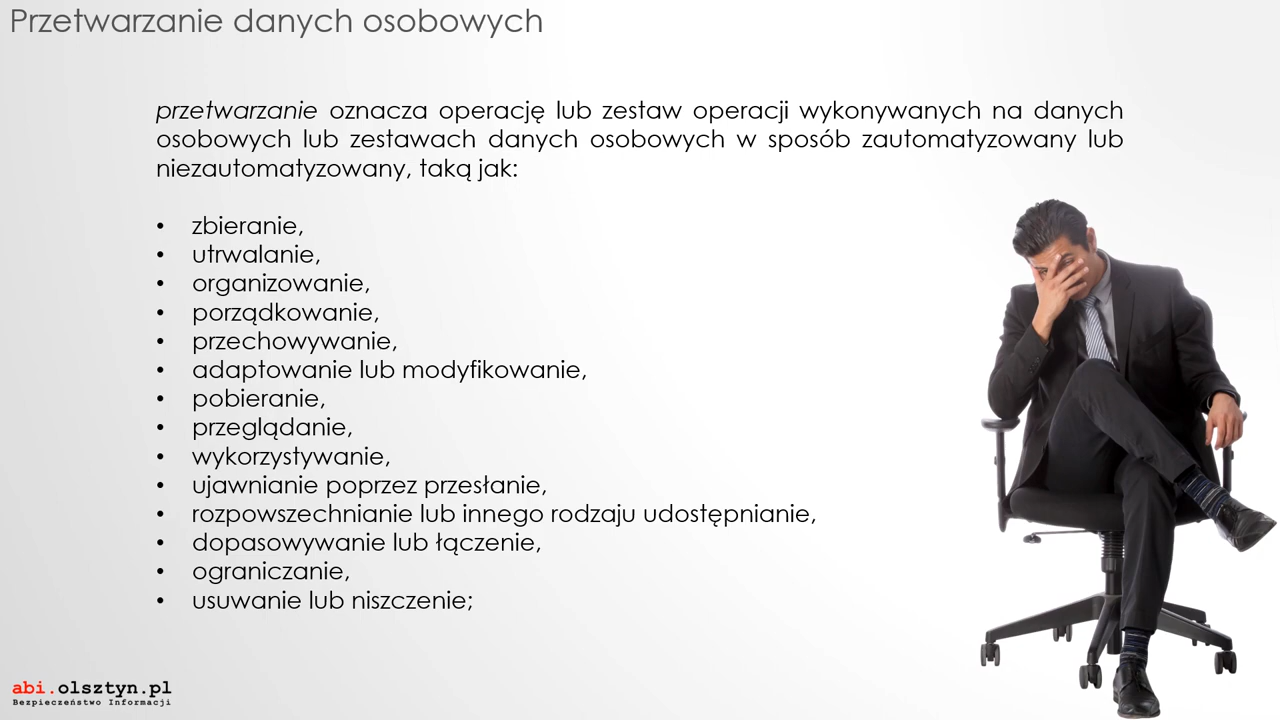 Przetwarzanie danych osobowych
przetwarzanie oznacza operację lub zestaw operacji wykonywanych na danych
osobowych lub zestawach danych osobowych w sposób zautomatyzowany lub
niezautomatyzowany, taką jak:
• zbieranie,
• utrwalanie,
• organizowanie,
• porządkowanie,
• przechowywanie,
• adaptowanie lub modyfikowanie,
• pobieranie,
• przeglądanie,
• wykorzystywanie,
• ujawnianie poprzez przesłanie,
• rozpowszechnianie lub innego rodzaju udostępnianie,
• dopasowywanie lub łączenie,
• ograniczanie,
• usuwanie lub niszczenie;
abi.olsztyn.pl
Bezpieczeństwo Informacji